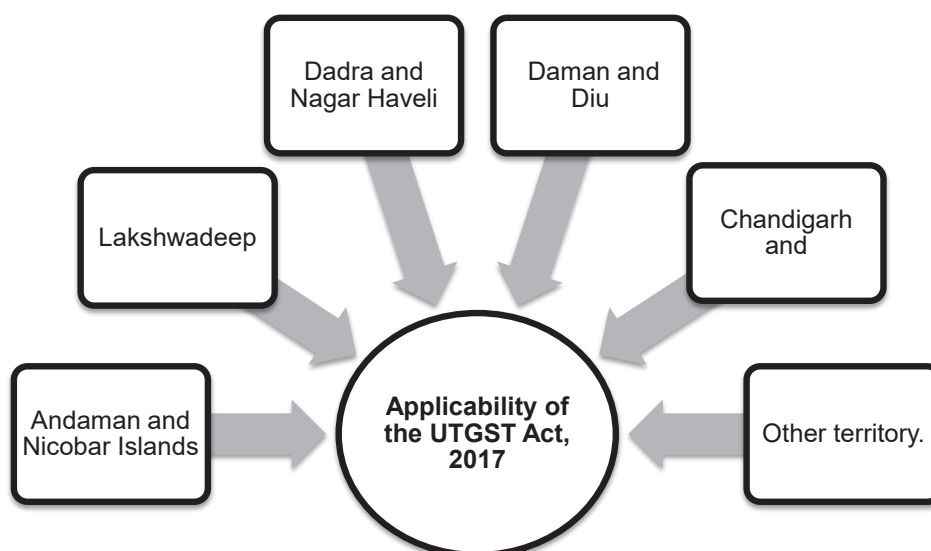 Dadra and
Nagar Haveli
Daman and
Diu
Lakshwadeep
Chandigarh
and
Andaman and
Nicobar Islands
Applicability of
the UTGST Act,
2017
Other territory.